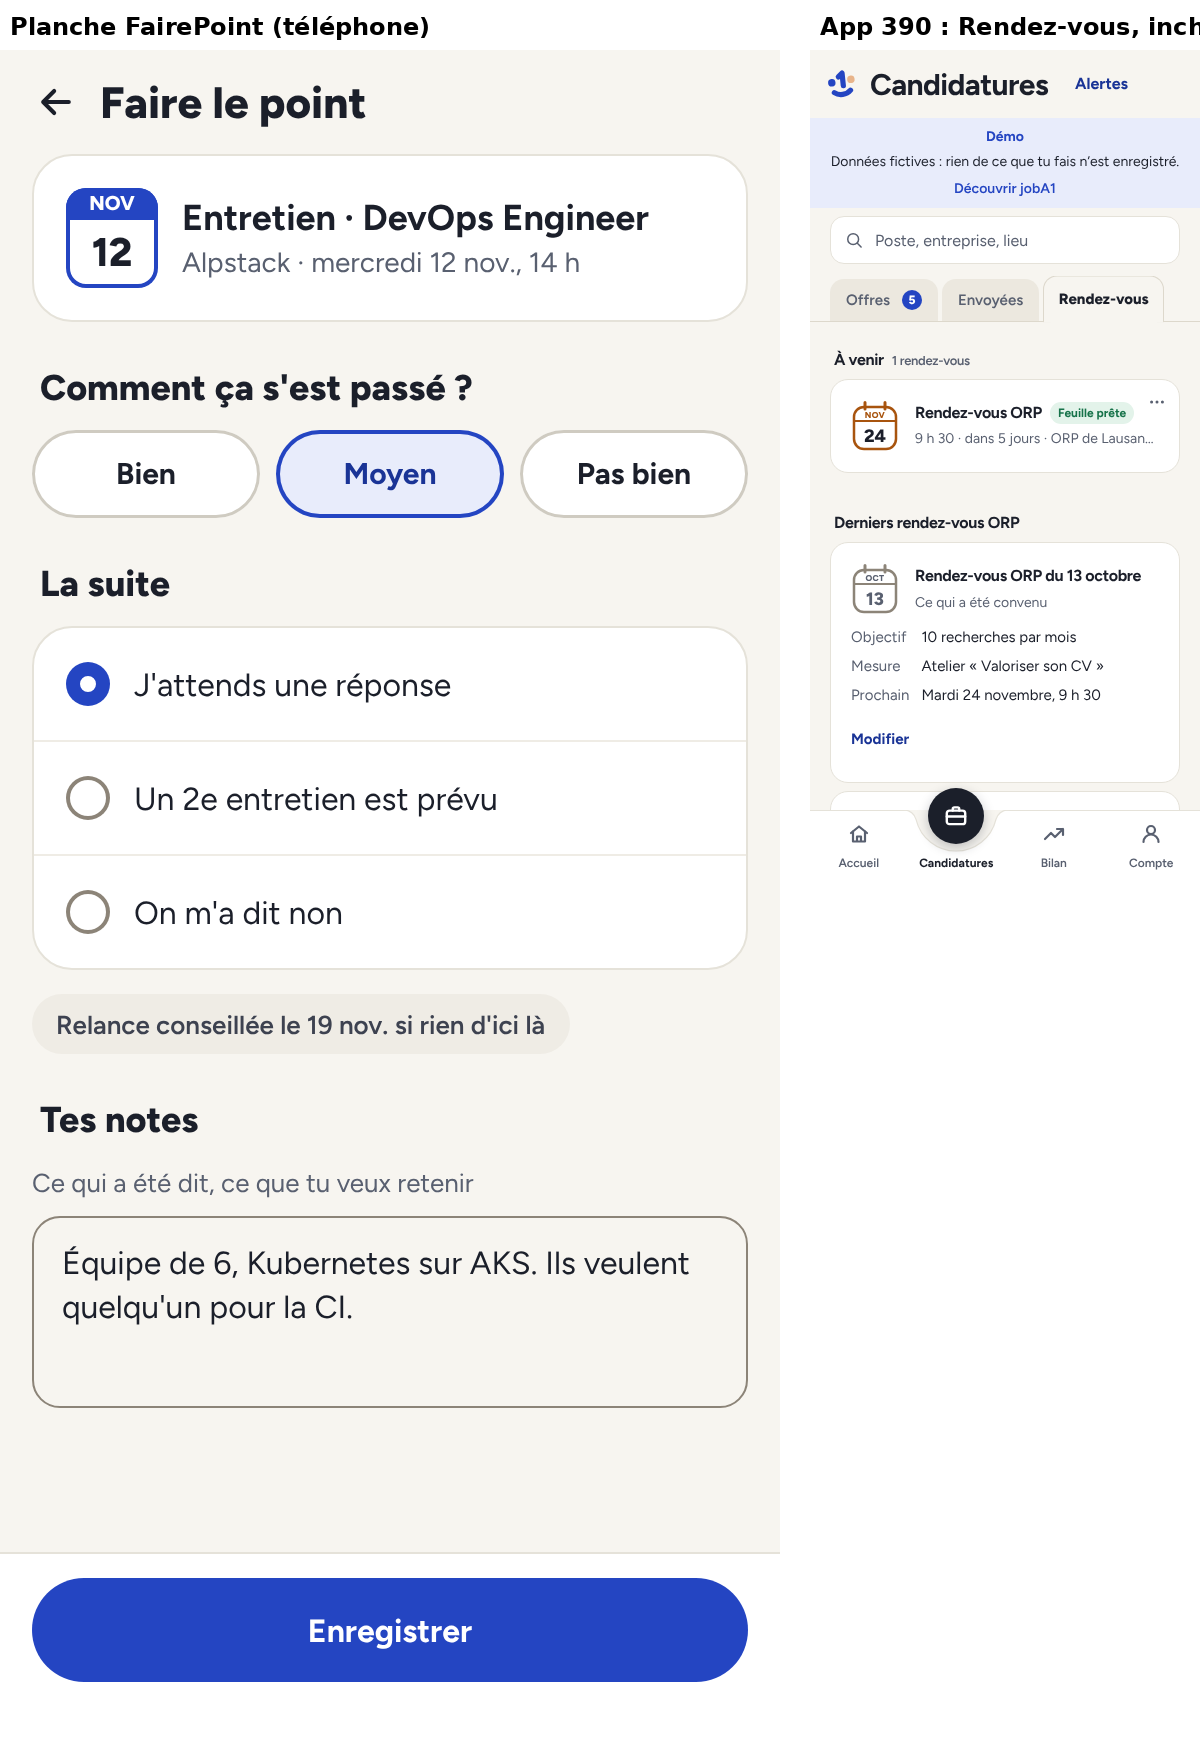 Planche FairePoint (téléphone)
Faire le point
NOV
12
Entretien · DevOps Engineer
Alpstack · mercredi 12 nov., 14 h
Comment ça s'est passé ?
Bien
Moyen
Pas bien
La suite
J'attends une réponse
Un 2e entretien est prévu
On m'a dit non
Relance conseillée le 19 nov. si rien d'ici là
Tes notes
Ce qui a été dit, ce que tu veux retenir
Équipe de 6, Kubernetes sur AKS. Ils veulent
quelqu'un pour la CI.
Enregistrer
App 390 : Rendez-vous, inch
Candidatures
Alertes
Démo
Données fictives : rien de ce que tu fais n’est enregistré.
Découvrir jobA1
Poste, entreprise, lieu
Offres 5
Envoyées
Rendez-vous
À venir 1 rendez-vous
NOV
24
Rendez-vous ORP Feuille prête
9 h 30 · dans 5 jours · ORP de Lausan...
Derniers rendez-vous ORP
OCT
13
Rendez-vous ORP du 13 octobre
Ce qui a été convenu
Objectif 10 recherches par mois
Mesure Atelier « Valoriser son CV »
Prochain Mardi 24 novembre, 9 h 30
Modifier
Accueil
Candidatures
Bilan
Compte